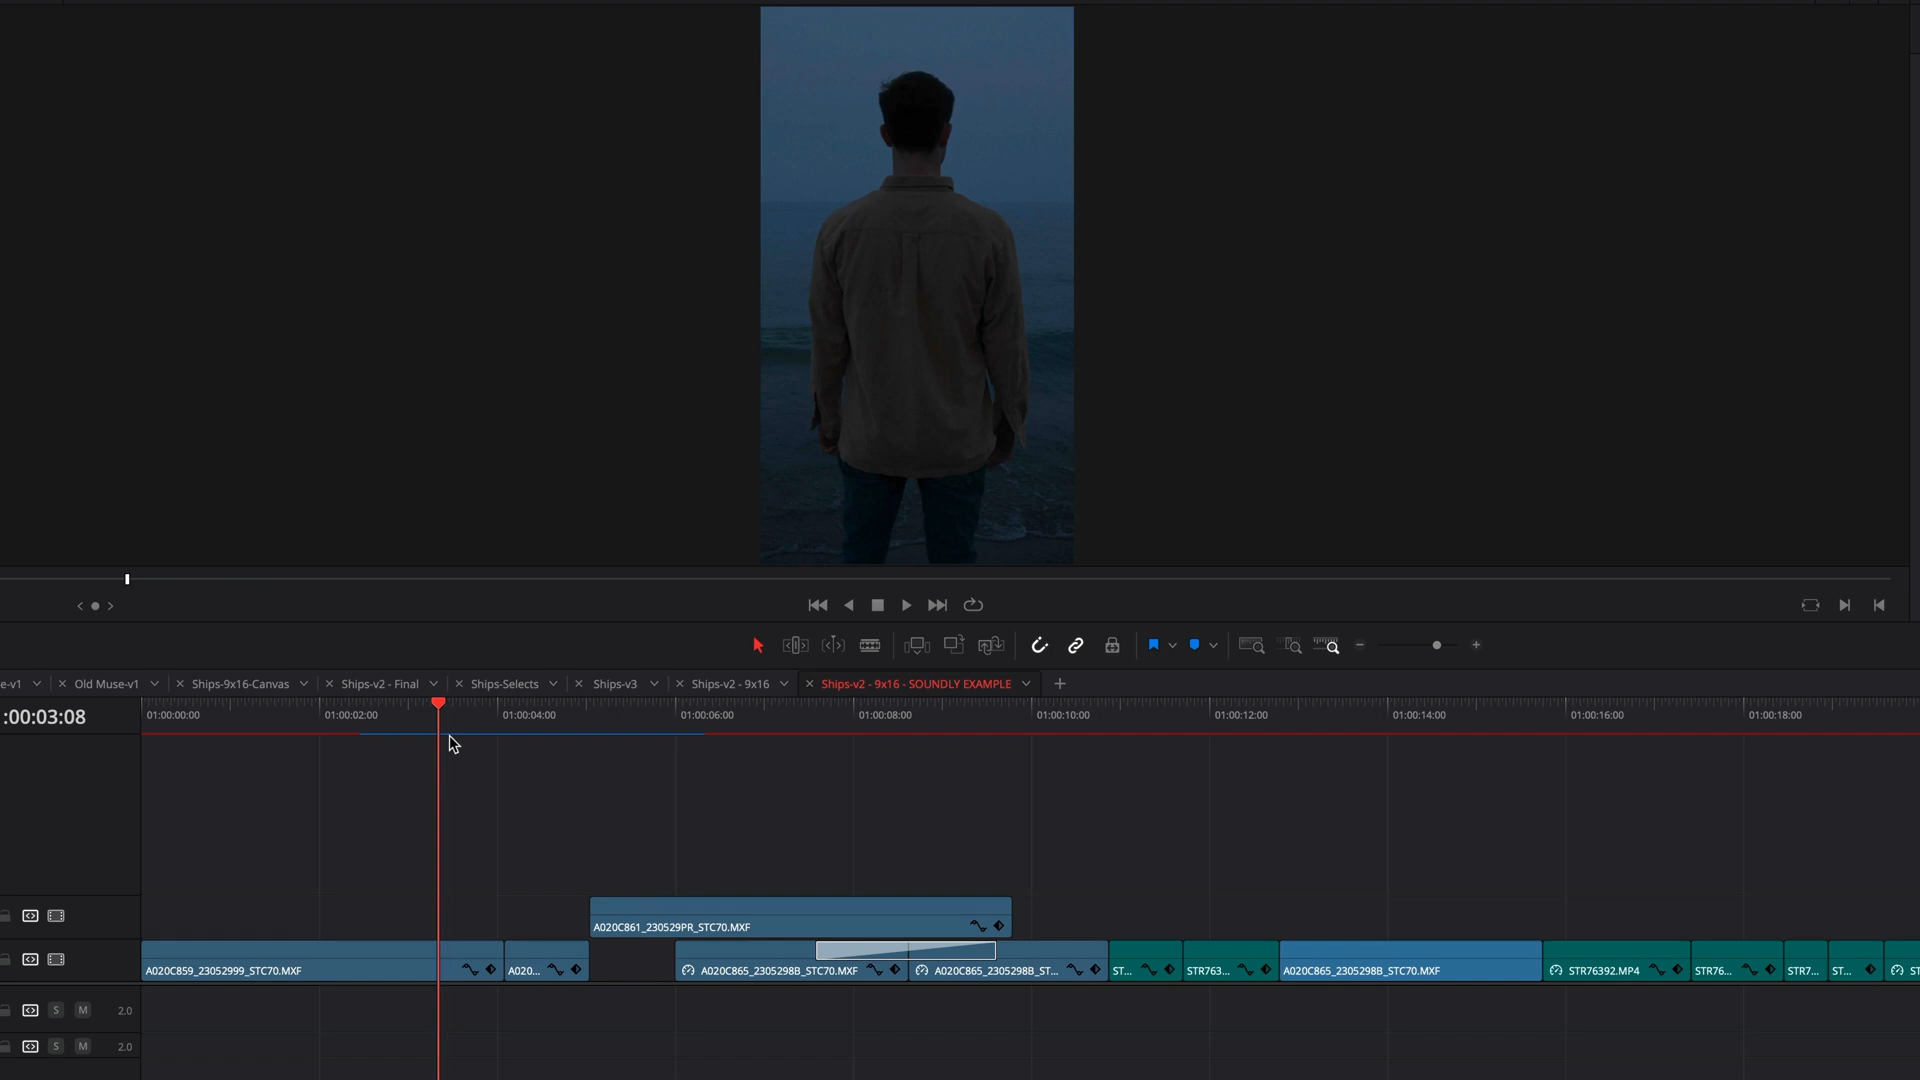 e-v1 Old Muse-v1 Ships-9x16-Canvas Ships-v2 - Final Ships-Selects Ships-v3 Ships-v2 - 9x16 Ships-v2 - 9x16 - SOUNDLY EXAMPLE
:00:03:08
01:00:00:00 01:00:02:00 01:00:04:00 01:00:06:00 01:00:08:00 01:00:10:00 01:00:12:00 01:00:14:00 01:00:16:00 01:00:18:00
A020C861_230529PR_STC70.MXF
A020C859_23052999_STC70.MXF A020... A020C865_2305298B_STC70.MXF A020C865_2305298B_ST... ST... STR763... A020C865_2305298B_STC70.MXF STR76392.MP4 STR76... STR7... ST... ST
S M 2.0
S M 2.0